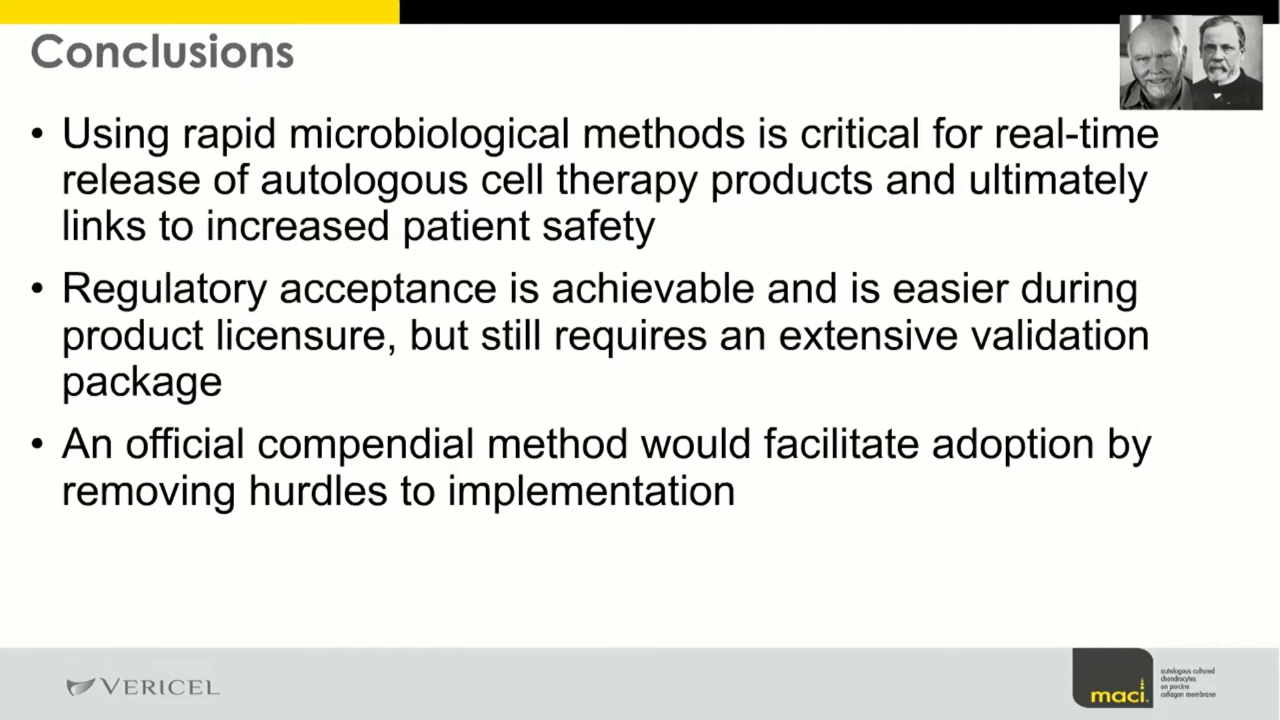 Conclusions
• Using rapid microbiological methods is critical for real-time
release of autologous cell therapy products and ultimately
links to increased patient safety
• Regulatory acceptance is achievable and is easier during
product licensure, but still requires an extensive validation
package
• An official compendial method would facilitate adoption by
removing hurdles to implementation
VERICEL
maci.
autologous cultured
chondrocytes
on porcine
collagen membrane